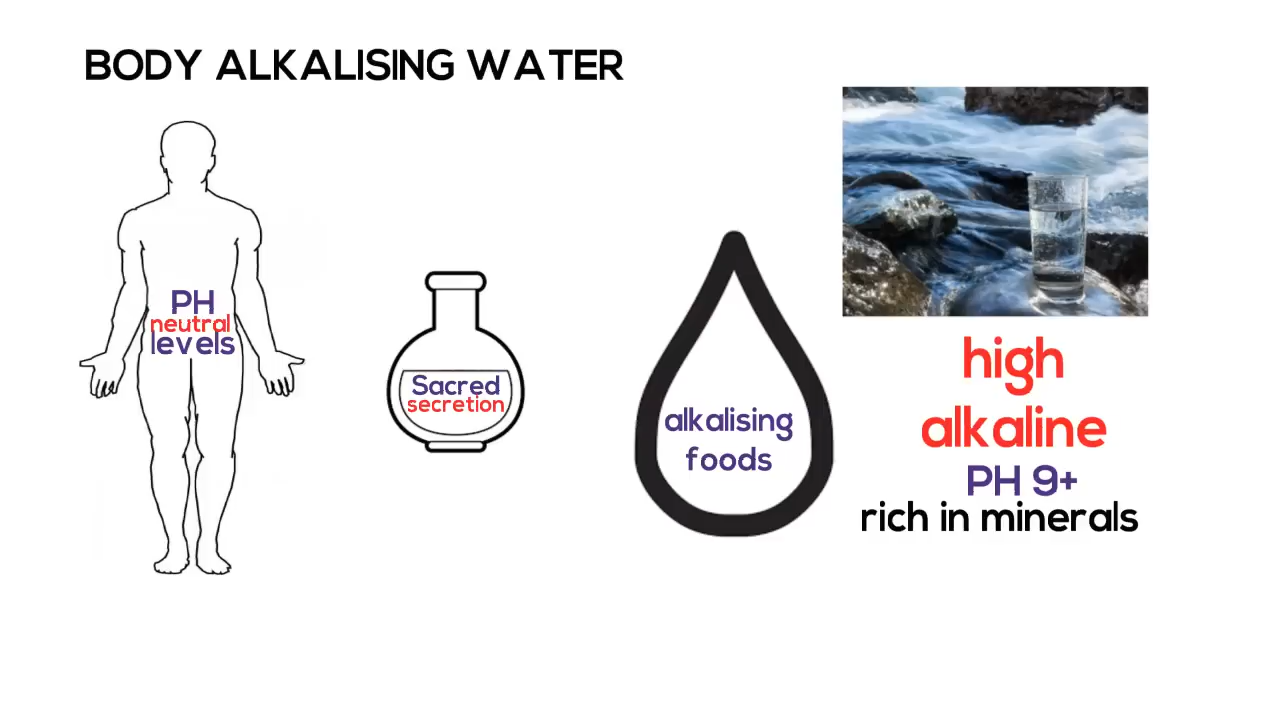 BODY ALKALISING WATER
PH
neutral
levels
Sacred
secretion
alkalising
foods
high
alkaline
PH 9+
rich in minerals